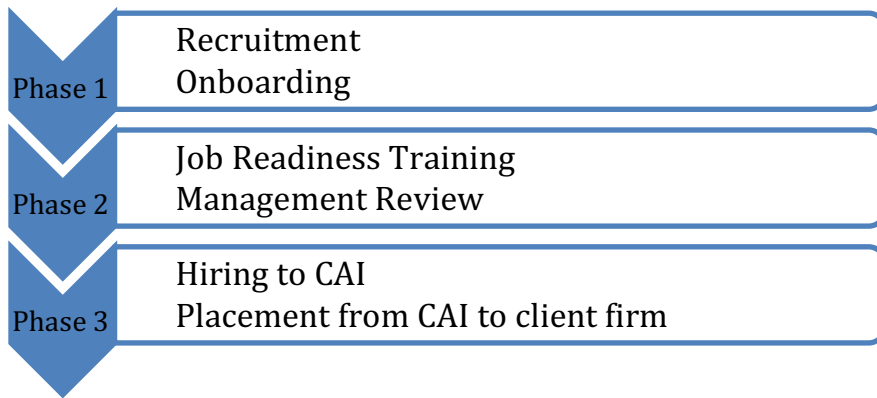 Phase 1
Recruitment
Onboarding
Phase 2
Job Readiness Training
Management Review
Phase 3
Hiring to CAI
Placement from CAI to client firm